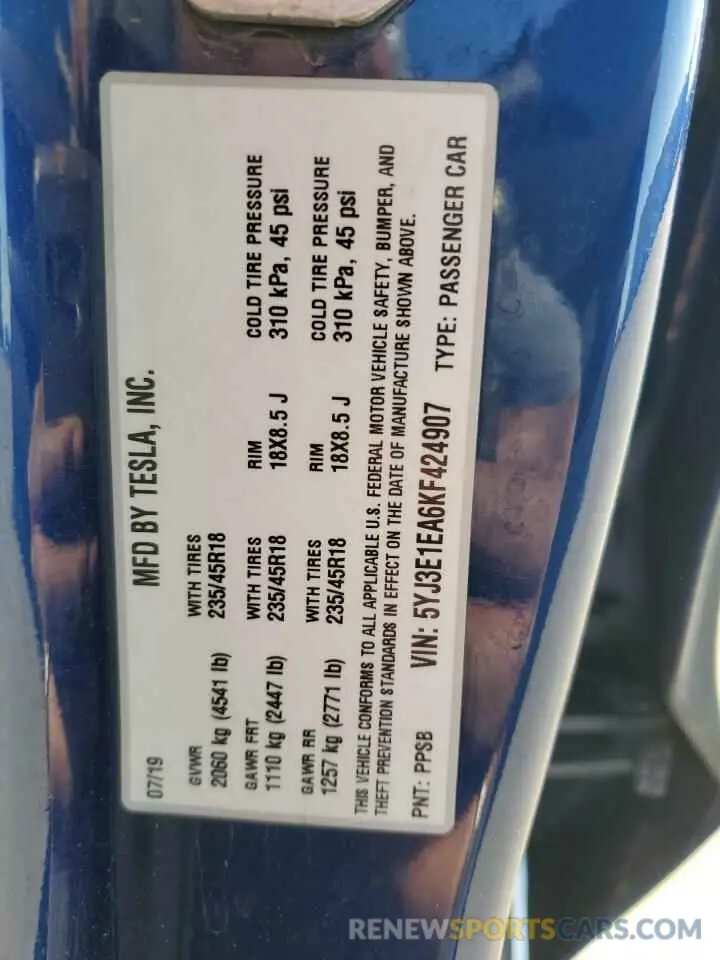 07/19 MFD BY TESLA, INC.
GVWR WITH TIRES
2060 kg (4541 lb) 235/45R18
GAWR FRT WITH TIRES RIM COLD TIRE PRESSURE
1110 kg (2447 lb) 235/45R18 18X8.5 J 310 kPa, 45 psi
GAWR RR WITH TIRES RIM COLD TIRE PRESSURE
1257 kg (2771 lb) 235/45R18 18X8.5 J 310 kPa, 45 psi
THIS VEHICLE CONFORMS TO ALL APPLICABLE U.S. FEDERAL MOTOR VEHICLE SAFETY, BUMPER, AND
THEFT PREVENTION STANDARDS IN EFFECT ON THE DATE OF MANUFACTURE SHOWN ABOVE.
PNT: PPSB VIN: 5YJ3E1EA6KF424907 TYPE: PASSENGER CAR
RENEWSPORTSCARS.COM